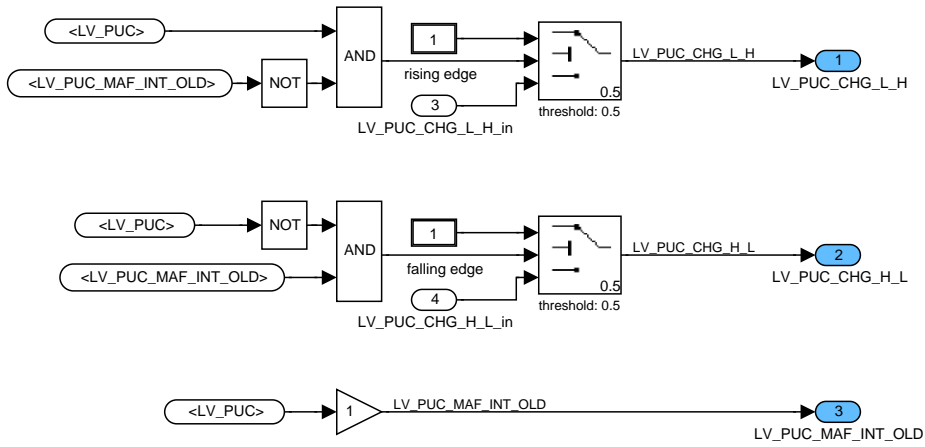 <LV_PUC>
<LV_PUC_MAF_INT_OLD>
NOT
AND
1
rising edge
3
LV_PUC_CHG_L_H_in
0.5
threshold: 0.5
LV_PUC_CHG_L_H
1
LV_PUC_CHG_L_H
<LV_PUC>
NOT
<LV_PUC_MAF_INT_OLD>
AND
1
falling edge
4
LV_PUC_CHG_H_L_in
0.5
threshold: 0.5
LV_PUC_CHG_H_L
2
LV_PUC_CHG_H_L
<LV_PUC>
1
LV_PUC_MAF_INT_OLD
3
LV_PUC_MAF_INT_OLD